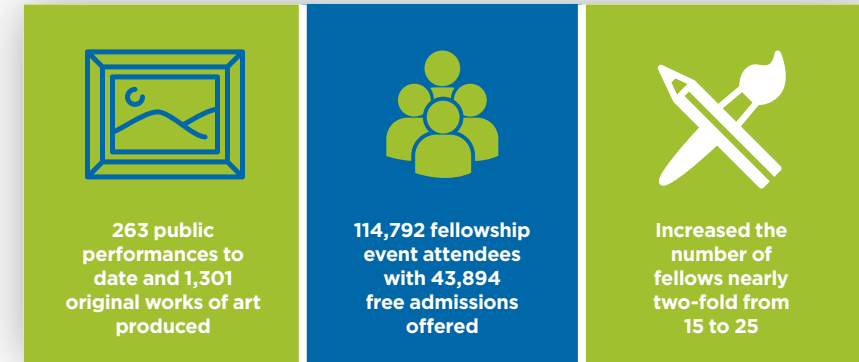 263 public
performances to
date and 1,301
original works of art
produced
114,792 fellowship
event attendees
with 43,894
free admissions
offered
Increased the
number of
fellows nearly
two-fold from
15 to 25